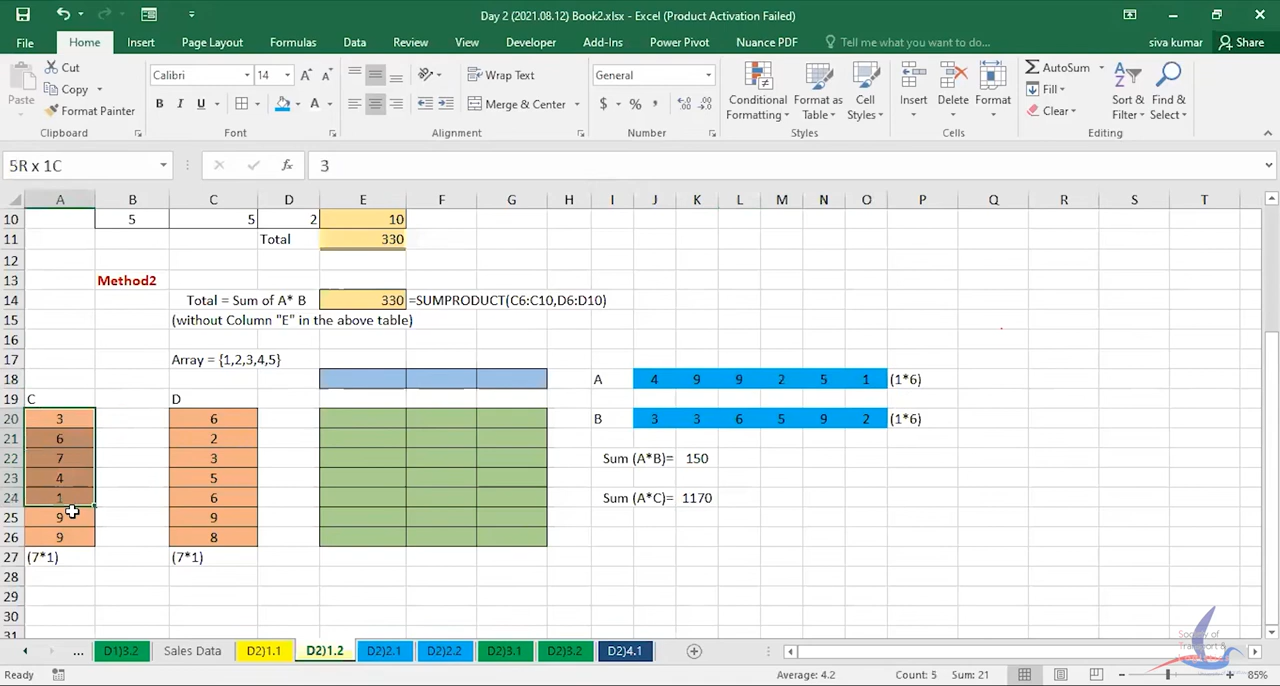 Day 2 (2021.08.12) Book2.xlsx - Excel (Product Activation Failed)
File Home Insert Page Layout Formulas Data Review View Developer Add-Ins Power Pivot Nuance PDF Tell me what you want to do... siva kumar Share
Paste Cut Copy Format Painter Clipboard
Calibri 14 A A B I U A Font
Wrap Text Merge & Center Alignment
General $ % , Number
Conditional Formatting Format as Table Cell Styles Styles
Insert Delete Format Cells
AutoSum Fill Clear Sort & Filter Find & Select Editing
5R x 1C fx 3
A B C D E F G H I J K L M N O P Q R S T
10 5 5 2 10
11 Total 330
12
13 Method2
14 Total = Sum of A* B 330 =SUMPRODUCT(C6:C10,D6:D10)
15 (without Column "E" in the above table)
16
17 Array = {1,2,3,4,5}
18 A 4 9 9 2 5 1 (1*6)
19 C D
20 3 6 B 3 3 6 5 9 2 (1*6)
21 6 2
22 7 3 Sum (A*B)= 150
23 4 5
24 1 6 Sum (A*C)= 1170
25 9 9
26 9 8
27 (7*1) (7*1)
28
29
30
31
... D1)3.2 Sales Data D2)1.1 D2)1.2 D2)2.1 D2)2.2 D2)3.1 D2)3.2 D2)4.1
Society of
Transport &
Ready Average: 4.2 Count: 5 Sum: 21 85%